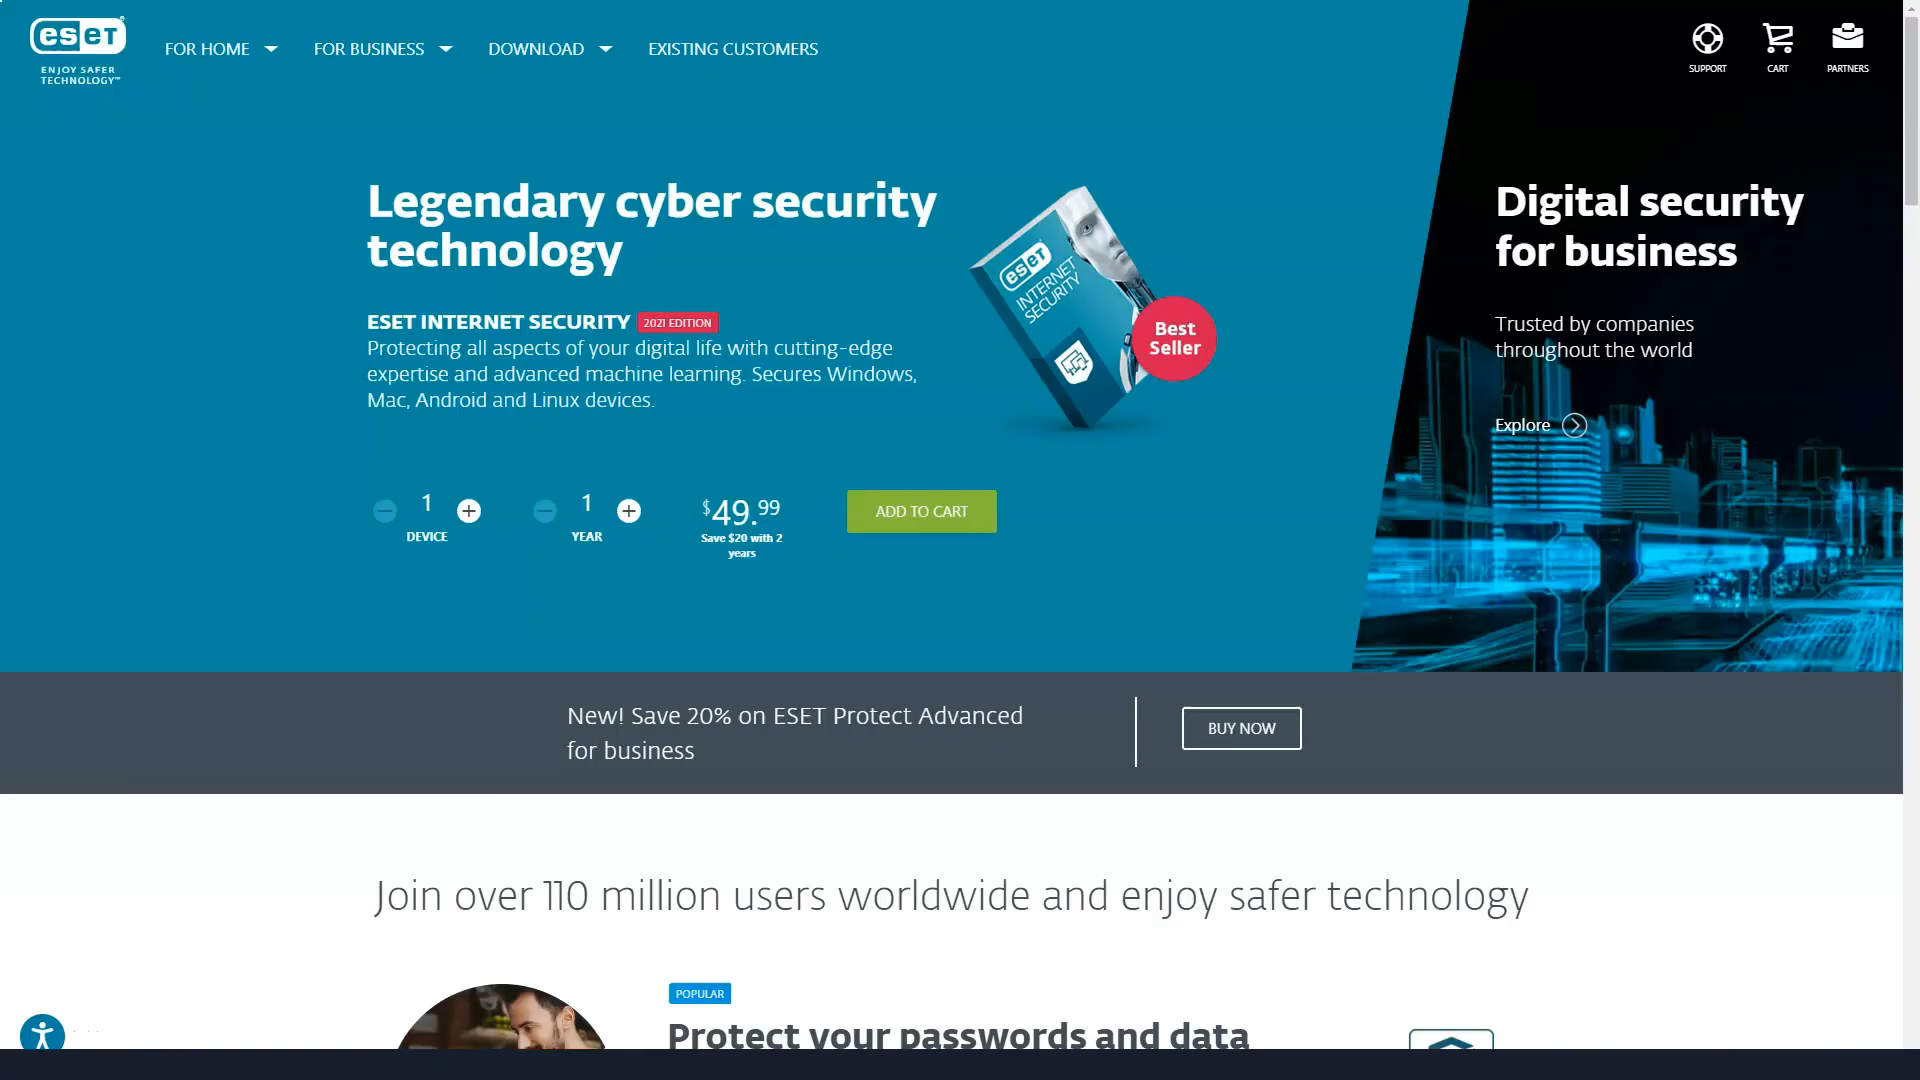 eset
ENJOY SAFER
TECHNOLOGY™
FOR HOME
FOR BUSINESS
DOWNLOAD
EXISTING CUSTOMERS
SUPPORT
CART
PARTNERS
Legendary cyber security
technology
ESET INTERNET SECURITY 2021 EDITION
Protecting all aspects of your digital life with cutting-edge
expertise and advanced machine learning. Secures Windows,
Mac, Android and Linux devices.
eset
INTERNET
SECURITY
Best
Seller
1
DEVICE
1
YEAR
$49.99
Save $20 with 2
years
ADD TO CART
Digital security
for business
Trusted by companies
throughout the world
Explore
New! Save 20% on ESET Protect Advanced
for business
BUY NOW
Join over 110 million users worldwide and enjoy safer technology
POPULAR
Protect your passwords and data